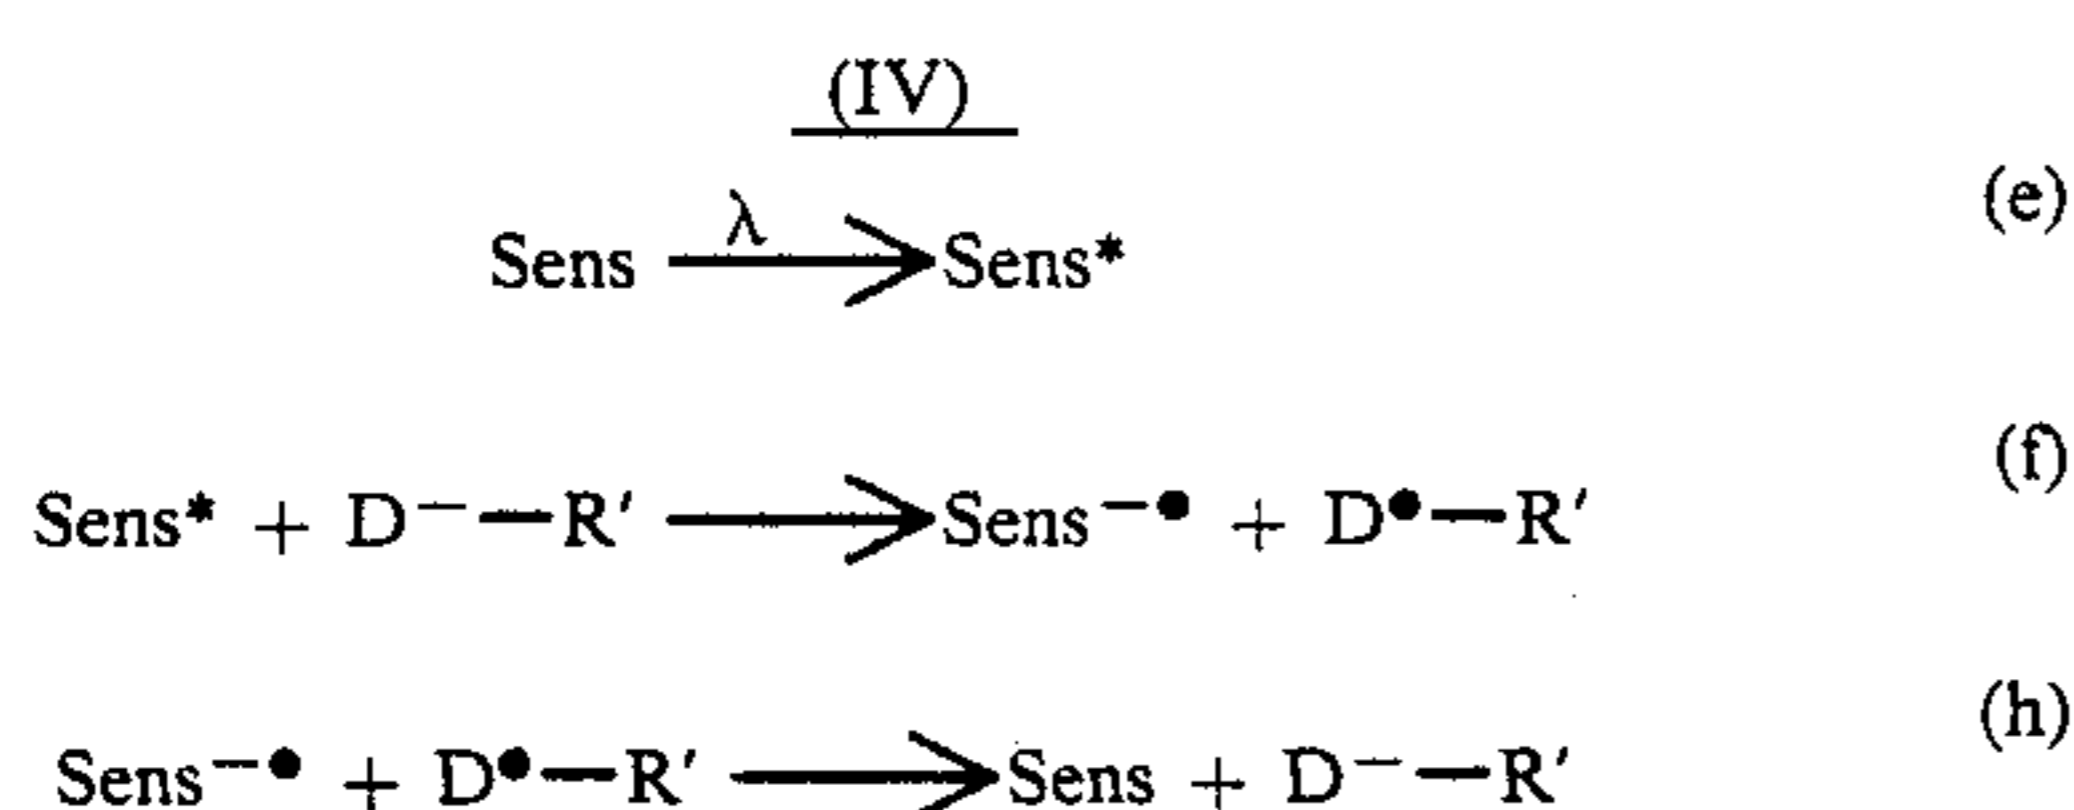 (IV)
Sens —λ→ Sens* (e)
Sens* + D⁻—R′ ⟶ Sens⁻• + D•—R′ (f)
Sens⁻• + D•—R′ ⟶ Sens + D⁻—R′ (h)